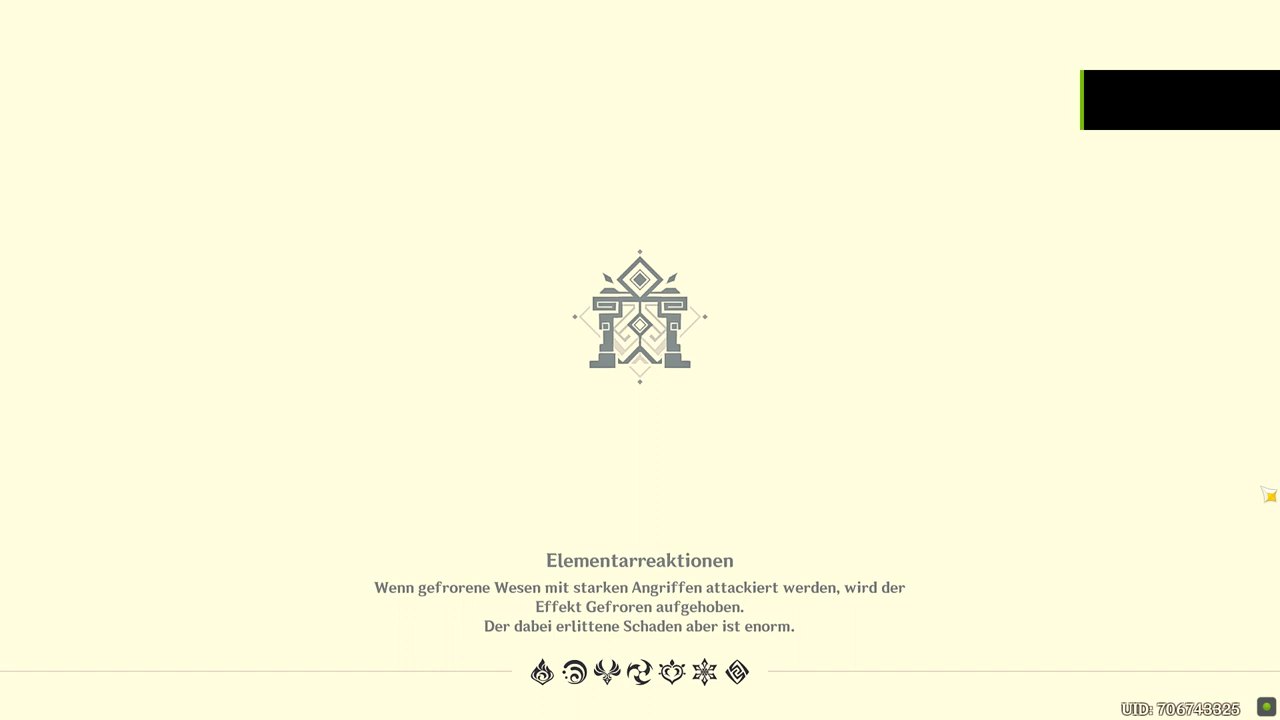 Elementarreaktionen
Wenn gefrorene Wesen mit starken Angriffen attackiert werden, wird der
Effekt Gefroren aufgehoben.
Der dabei erlittene Schaden aber ist enorm.
UID: 706743325